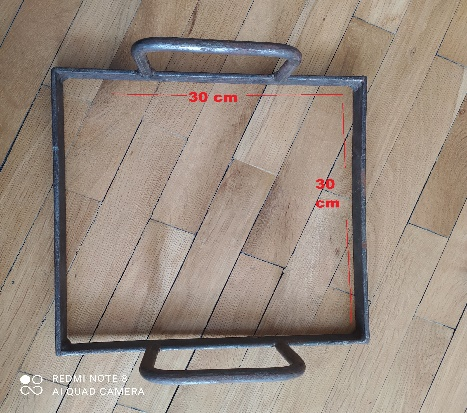 30 cm
30
cm
REDMI NOTE 8
AI QUAD CAMERA